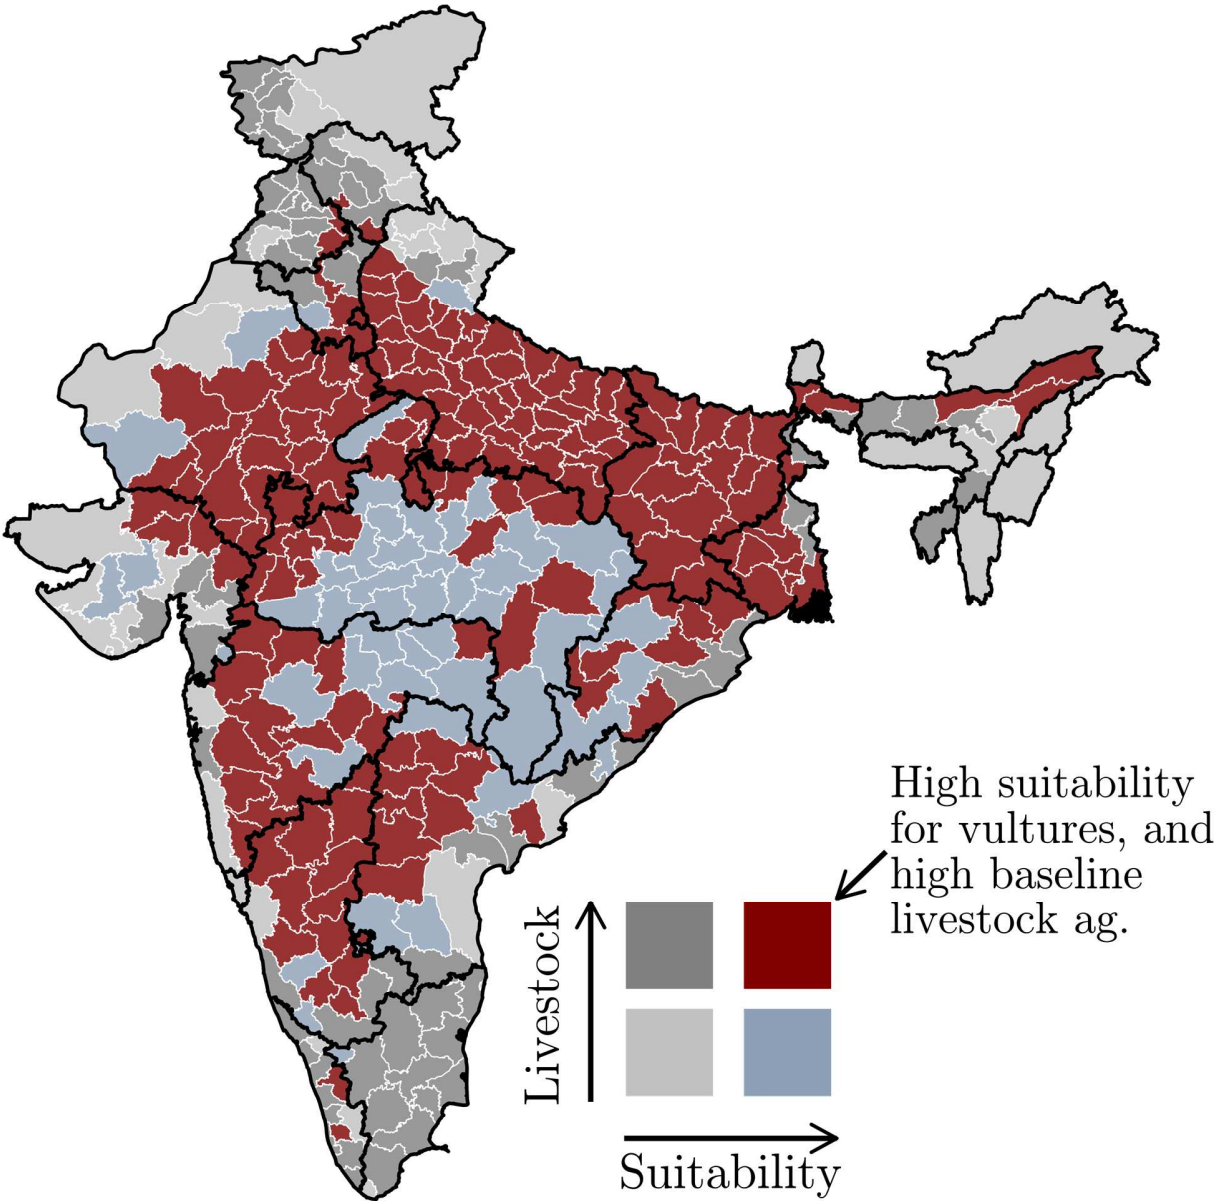 High suitability
for vultures, and
high baseline
livestock ag.
Livestock
Suitability